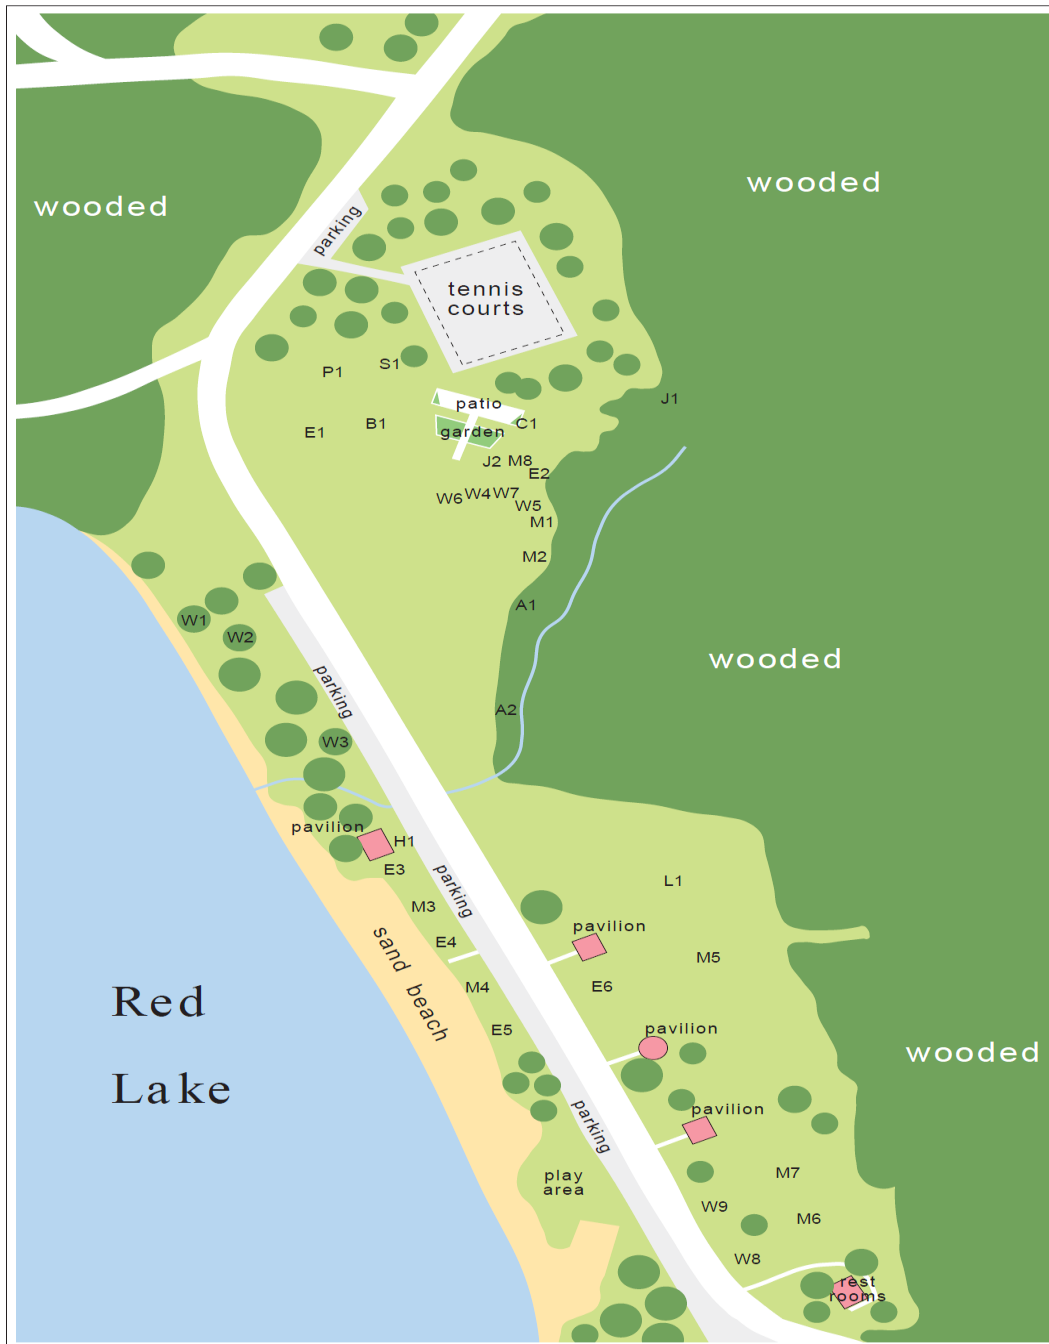 wooded
wooded
parking
tennis
courts
S1
P1
J1
patio
B1
C1
garden
E1
J2
M8
E2
W6
W4
W7
W5
M1
M2
A1
W1
W2
wooded
parking
A2
W3
pavilion
H1
E3
parking
L1
M3
pavilion
sand beach
E4
M5
M4
E6
Red
E5
pavilion
wooded
Lake
parking
pavilion
play
area
M7
W9
M6
W8
rest
rooms